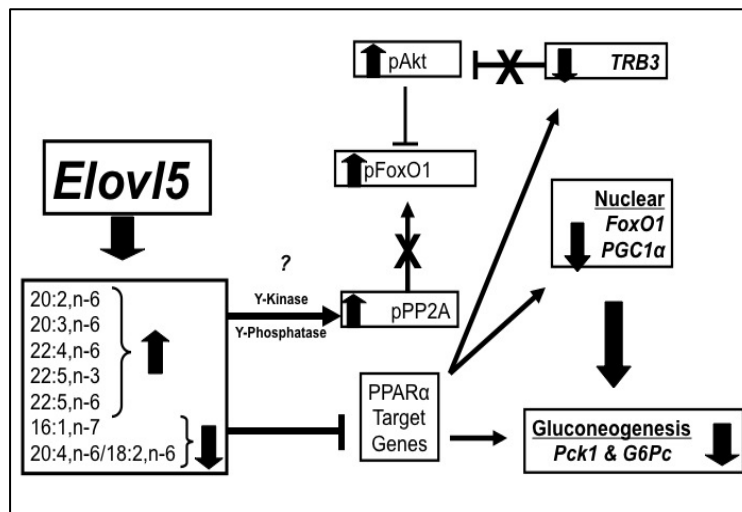 pAkt
TRB3
Elovl5
pFoxO1
Nuclear
FoxO1
PGC1α
?
Y-Kinase
Y-Phosphatase
pPP2A
20:2,n-6
20:3,n-6
22:4,n-6
22:5,n-3
22:5,n-6
16:1,n-7
20:4,n-6/18:2,n-6
PPARα
Target
Genes
Gluconeogenesis
Pck1 & G6Pc